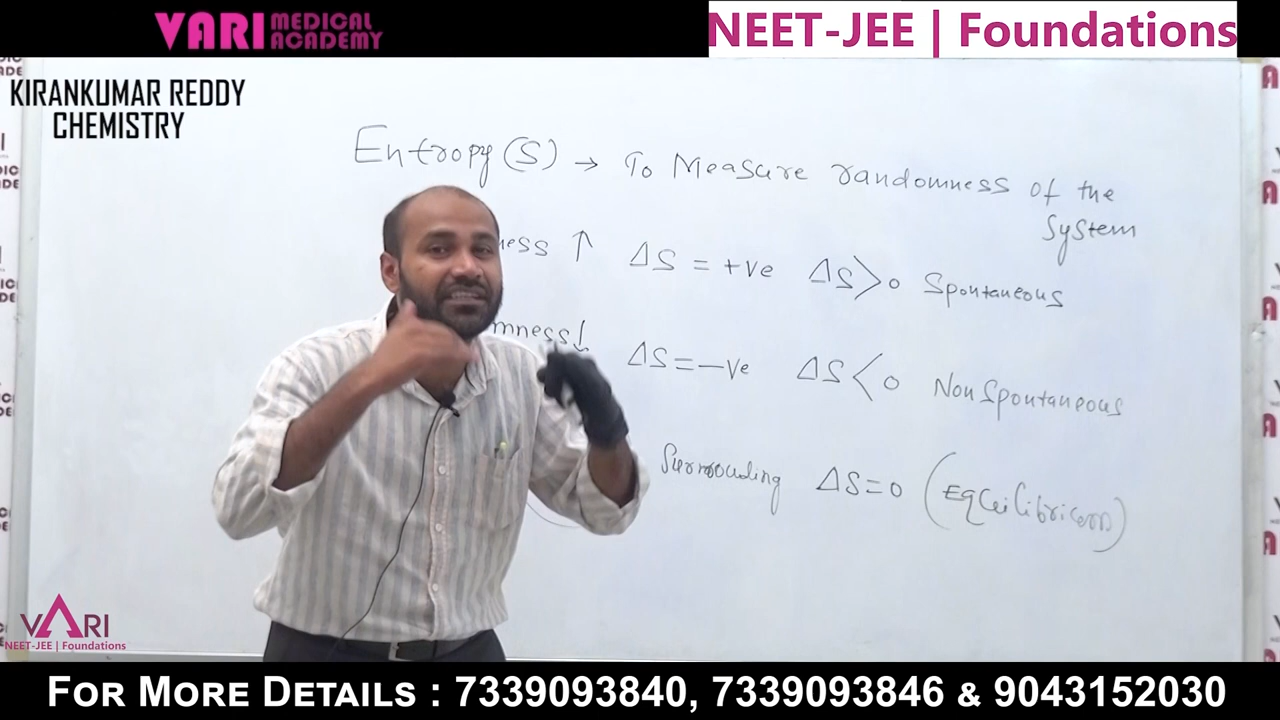 VARI MEDICAL ACADEMY
NEET-JEE | Foundations
KIRANKUMAR REDDY
CHEMISTRY
Entropy (S) → To Measure randomness of the
System
ness ↑ ΔS = +ve ΔS > 0 Spontaneous
mness ↓ ΔS = -ve ΔS < 0 Non Spontaneous
Surrounding ΔS = 0 (Equilibrium)
VARI
NEET-JEE | Foundations
FOR MORE DETAILS : 7339093840, 7339093846 & 9043152030